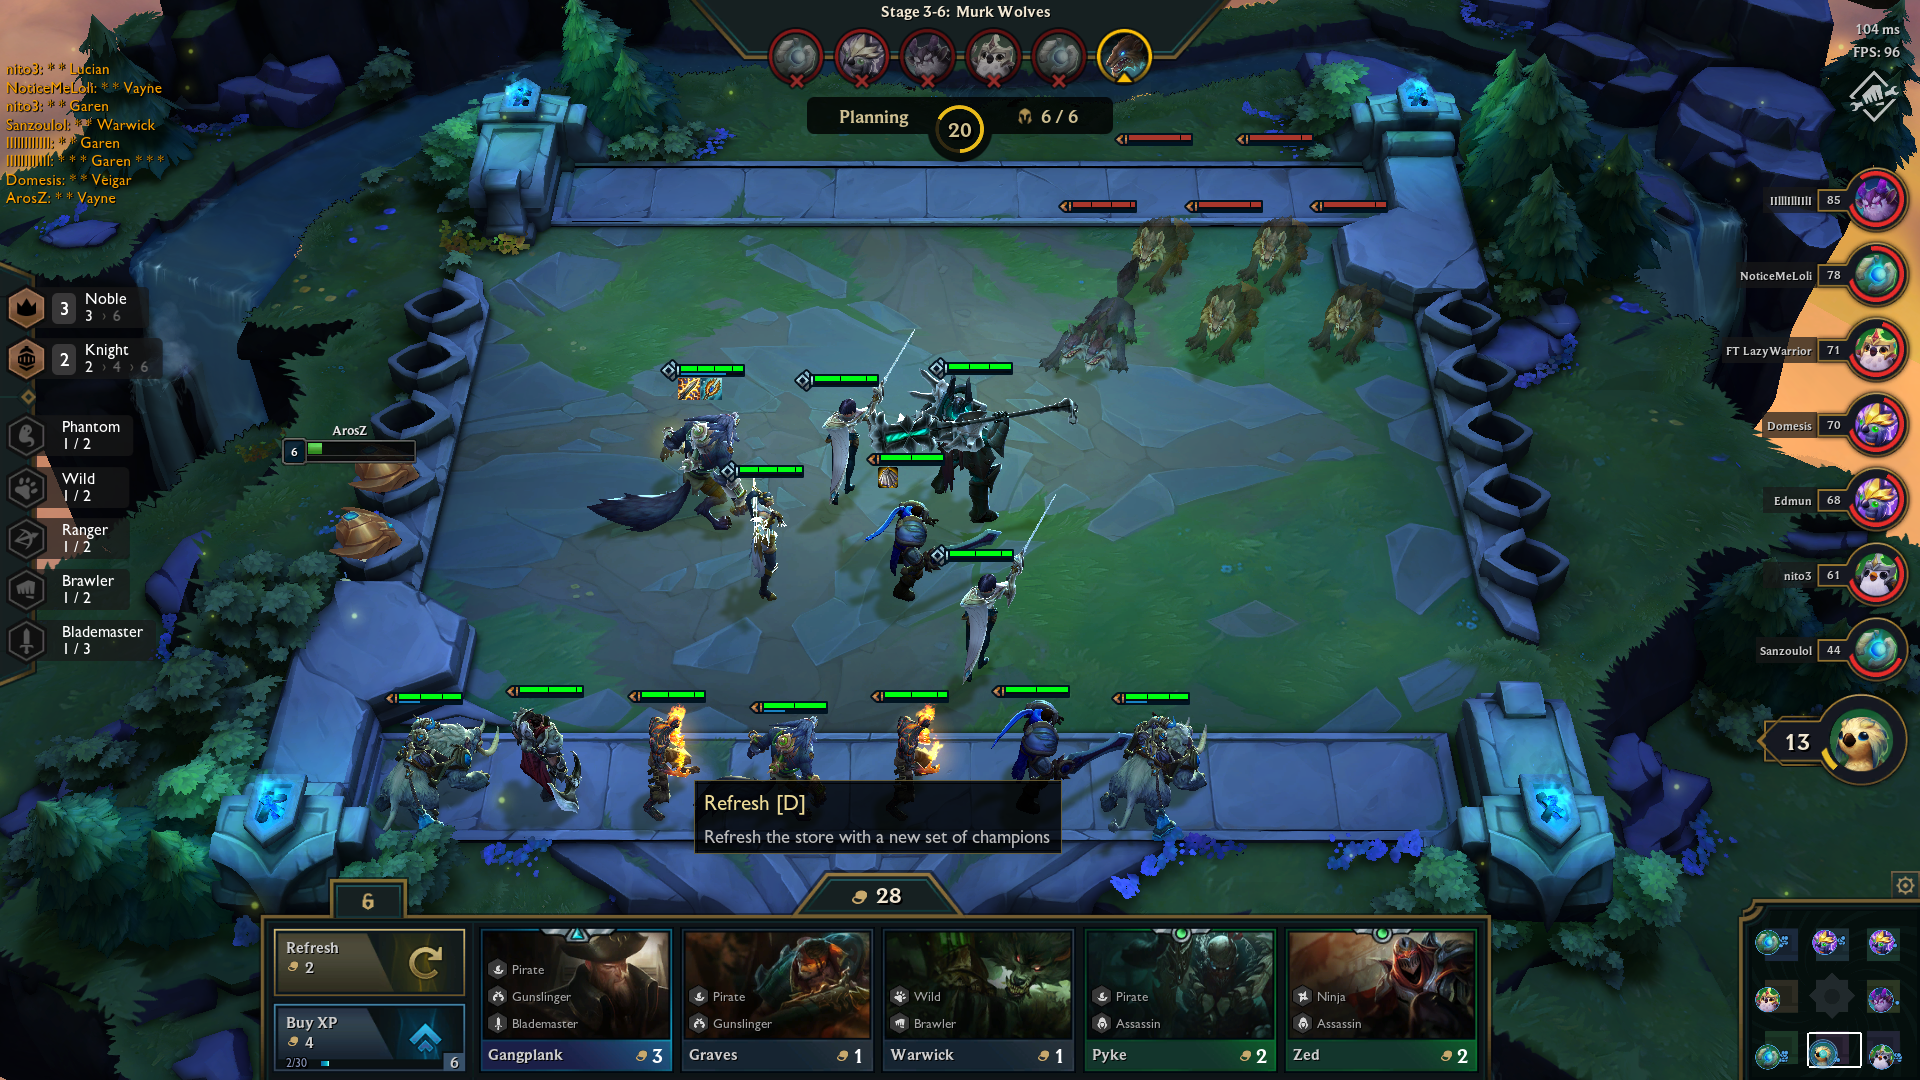 Stage 3-6: Murk Wolves
104 ms
FPS: 96
nito3: * * Lucian
NoticeMeLoli: * * Vayne
nito3: * * Garen
Sanzoulol: * * Warwick
* * Garen
* * * Garen * * *
Domesis: * * Veigar
ArosZ: * * Vayne
Planning
20
6 / 6
85
NoticeMeLoli 78
FT LazyWarrior 71
Domesis 70
Edmun 68
nito3 61
Sanzoulol 44
13
3 Noble
3 › 6
2 Knight
2 › 4 › 6
Phantom
1 / 2
Wild
1 / 2
Ranger
1 / 2
Brawler
1 / 2
Blademaster
1 / 3
ArosZ
6
Refresh [D]
Refresh the store with a new set of champions
6
28
Refresh
2
Buy XP
4
2/30
6
Pirate
Gunslinger
Blademaster
Gangplank 3
Pirate
Gunslinger
Graves 1
Wild
Brawler
Warwick 1
Pirate
Assassin
Pyke 2
Ninja
Assassin
Zed 2